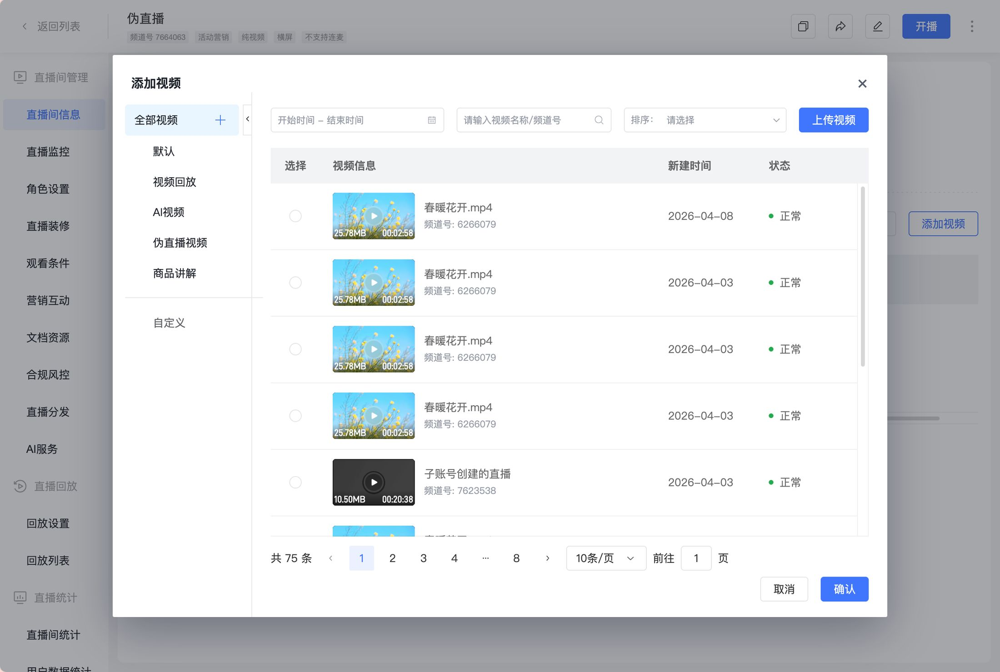 返回列表
伪直播
频道号 7664063 活动营销 纯视频 横屏 不支持连麦
开播
直播间管理
直播间信息
直播监控
角色设置
直播装修
观看条件
营销互动
文档资源
合规风控
直播分发
AI服务
直播回放
回放设置
回放列表
直播统计
直播间统计
用户数据统计
添加视频
添加视频
全部视频
默认
视频回放
AI视频
伪直播视频
商品讲解
自定义
开始时间 – 结束时间 请输入视频名称/频道号 排序： 请选择 上传视频
选择 视频信息 新建时间 状态
25.78MB 00:02:58
春暖花开.mp4
频道号: 6266079
2026-04-08 正常
25.78MB 00:02:58
春暖花开.mp4
频道号: 6266079
2026-04-03 正常
25.78MB 00:02:58
春暖花开.mp4
频道号: 6266079
2026-04-03 正常
25.78MB 00:02:58
春暖花开.mp4
频道号: 6266079
2026-04-03 正常
10.50MB 00:20:38
子账号创建的直播
频道号: 7623538
2026-04-03 正常
共 75 条 1 2 3 4 ··· 8 10条/页 前往 1 页
取消 确认